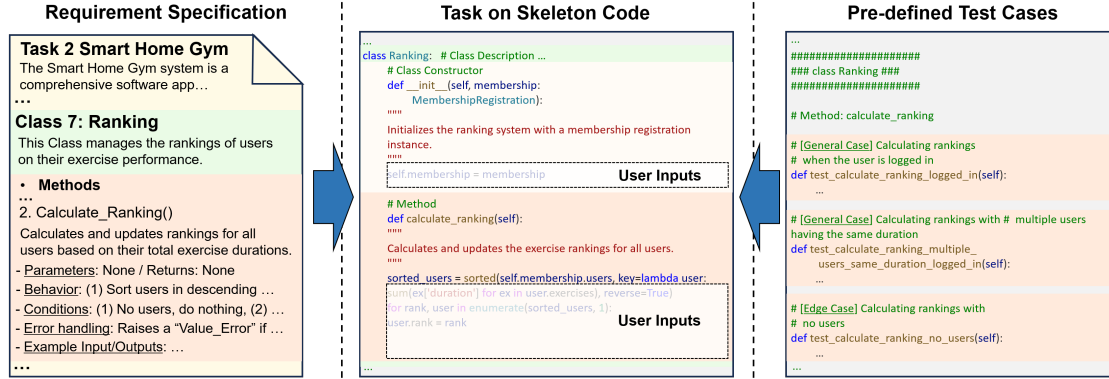 Requirement Specification
Task 2 Smart Home Gym
The Smart Home Gym system is a
comprehensive software app…
…
Class 7: Ranking
This Class manages the rankings of users
on their exercise performance.
• Methods
…
2. Calculate_Ranking()
Calculates and updates rankings for all
users based on their total exercise durations.
- Parameters: None / Returns: None
- Behavior: (1) Sort users in descending …
- Conditions: (1) No users, do nothing, (2) …
- Error handling: Raises a “Value_Error” if …
- Example Input/Outputs: …
…
Task on Skeleton Code
…
class Ranking: # Class Description …
# Class Constructor
def __init__(self, membership:
MembershipRegistration):
"""
Initializes the ranking system with a membership registration
instance.
"""
self.membership = membership
User Inputs
# Method
def calculate_ranking(self):
"""
Calculates and updates the exercise rankings for all users.
"""
sorted_users = sorted(self.membership.users, key=lambda user:
sum(ex['duration'] for ex in user.exercises), reverse=True)
for rank, user in enumerate(sorted_users, 1):
user.rank = rank
User Inputs
…
Pre-defined Test Cases
…
#####################
### class Ranking ###
#####################
# Method: calculate_ranking
# [General Case] Calculating rankings
# when the user is logged in
def test_calculate_ranking_logged_in(self):
…
# [General Case] Calculating rankings with # multiple users
having the same duration
def test_calculate_ranking_multiple_
users_same_duration_logged_in(self):
…
# [Edge Case] Calculating rankings with
# no users
def test_calculate_ranking_no_users(self):
…
…